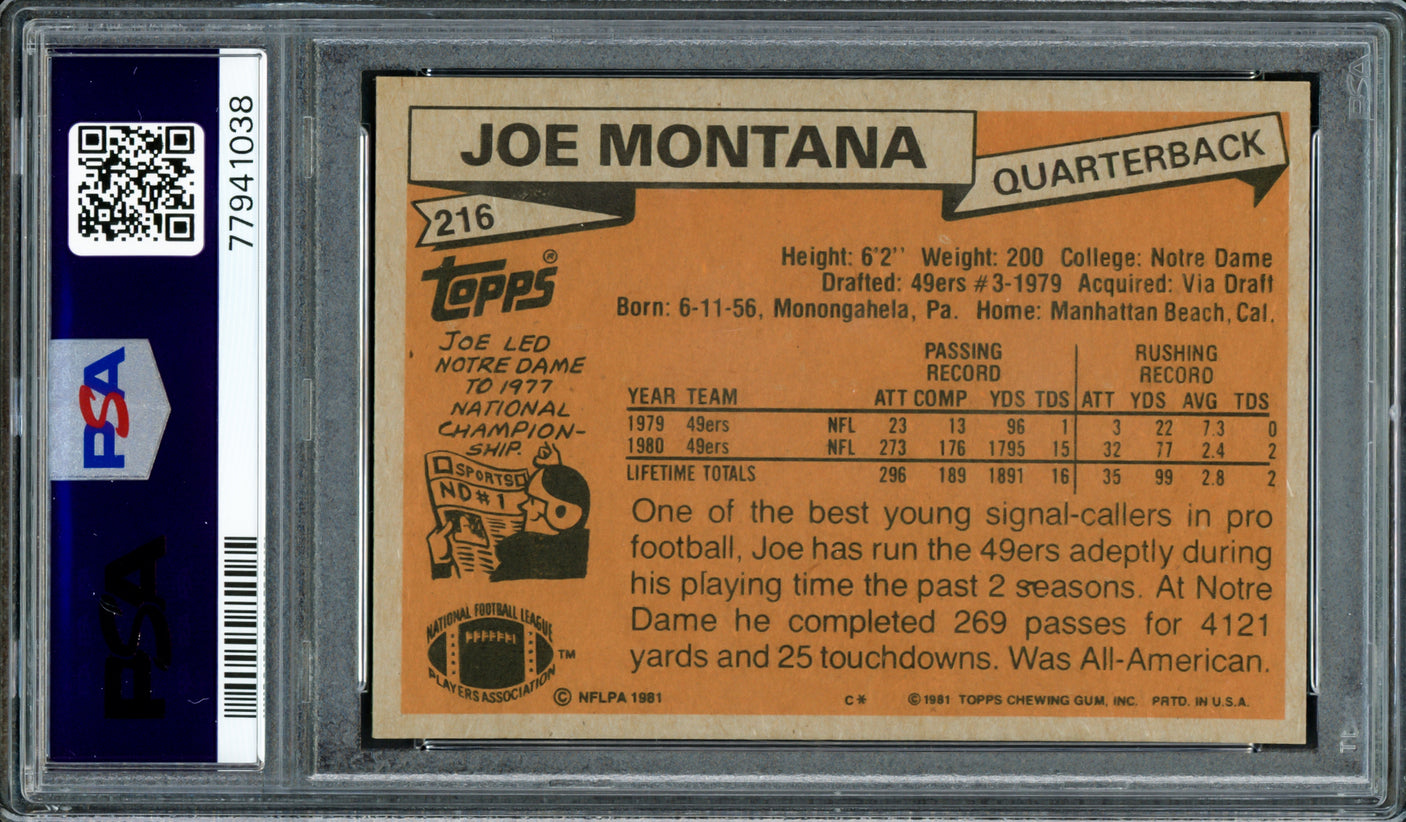 PSA
77941038
PSA
JOE MONTANA
QUARTERBACK
216
TOPPS®
Height: 6'2'' Weight: 200 College: Notre Dame
Drafted: 49ers #3-1979 Acquired: Via Draft
Born: 6-11-56, Monongahela, Pa. Home: Manhattan Beach, Cal.
JOE LED
NOTRE DAME
TO 1977
NATIONAL
CHAMPION-
SHIP.
SPORTS
ND#1
PASSING RUSHING
RECORD RECORD
YEAR TEAM ATT COMP YDS TDS ATT YDS AVG TDS
1979 49ers NFL 23 13 96 1 3 22 7.3 0
1980 49ers NFL 273 176 1795 15 32 77 2.4 2
LIFETIME TOTALS 296 189 1891 16 35 99 2.8 2
One of the best young signal-callers in pro
football, Joe has run the 49ers adeptly during
his playing time the past 2 seasons. At Notre
Dame he completed 269 passes for 4121
yards and 25 touchdowns. Was All-American.
NATIONAL FOOTBALL LEAGUE
PLAYERS ASSOCIATION
TM
© NFLPA 1981
C* © 1981 TOPPS CHEWING GUM, INC. PRTD. IN U.S.A.
PSA